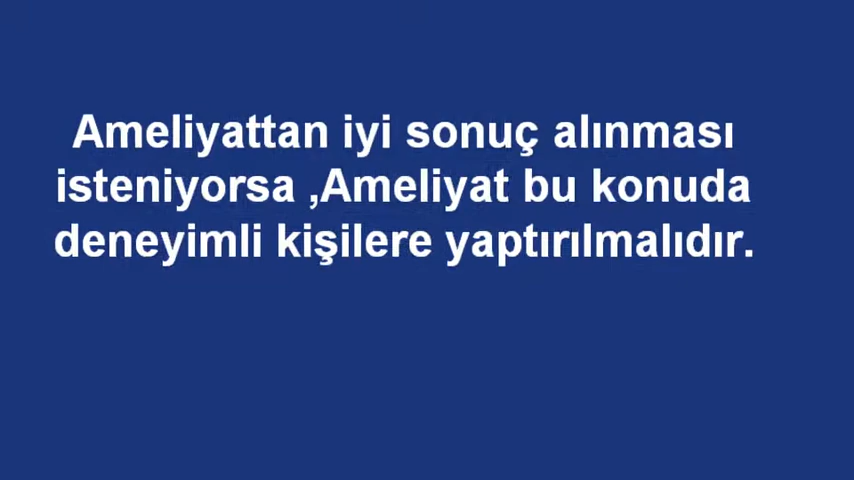 Ameliyattan iyi sonuç alınması
isteniyorsa ,Ameliyat bu konuda
deneyimli kişilere yaptırılmalıdır.